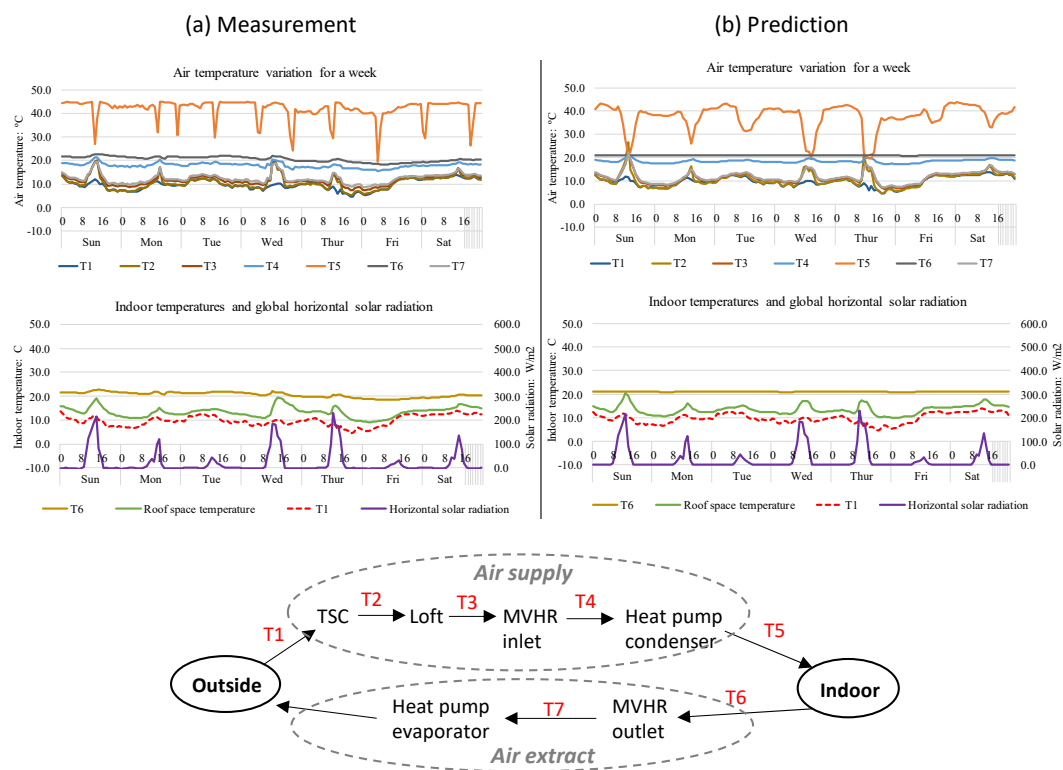 (a) Measurement
(b) Prediction
Air temperature variation for a week
50.0
40.0
30.0
20.0
10.0
0.0
-10.0
Air temperature: °C
0 8 16 0 8 16 0 8 16 0 8 16 0 8 16 0 8 16 0 8 16
Sun Mon Tue Wed Thur Fri Sat
T1 T2 T3 T4 T5 T6 T7
Air temperature variation for a week
50.0
40.0
30.0
20.0
10.0
0.0
-10.0
Air temperature: °C
0 8 16 0 8 16 0 8 16 0 8 16 0 8 16 0 8 16 0 8 16
Sun Mon Tue Wed Thur Fri Sat
T1 T2 T3 T4 T5 T6 T7
Indoor temperatures and global horizontal solar radiation
50.0 600.0
40.0 500.0
30.0 400.0
20.0 300.0
10.0 200.0
0.0 100.0
-10.0 0.0
Indoor temperature: C
Solar radiation: W/m2
0 8 16 0 8 16 0 8 16 0 8 16 0 8 16 0 8 16 0 8 16
Sun Mon Tue Wed Thur Fri Sat
T6 Roof space temperature T1 Horizontal solar radiation
Indoor temperatures and global horizontal solar radiation
50.0 600.0
40.0 500.0
30.0 400.0
20.0 300.0
10.0 200.0
0.0 100.0
-10.0 0.0
Indoor temperature: C
Solar radiation: W/m2
0 8 16 0 8 16 0 8 16 0 8 16 0 8 16 0 8 16 0 8 16
Sun Mon Tue Wed Thur Fri Sat
T6 Roof space temperature T1 Horizontal solar radiation
Air supply
T1
TSC
T2
Loft
T3
MVHR
inlet
T4
Heat pump
condenser
T5
Outside
Indoor
T6
MVHR
outlet
T7
Heat pump
evaporator
Air extract